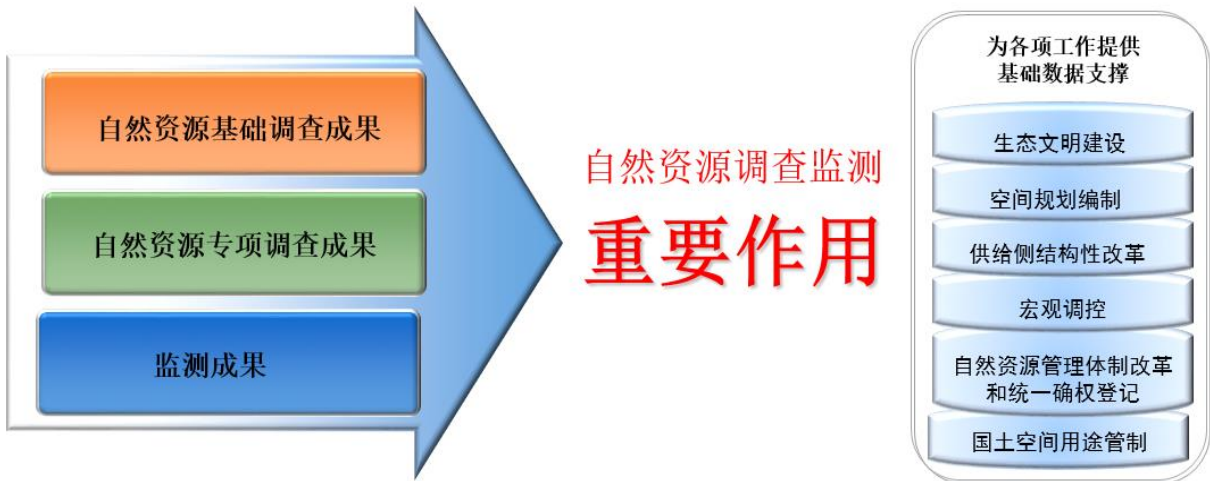 自然资源基础调查成果
自然资源专项调查成果
监测成果
自然资源调查监测
重要作用
为各项工作提供
基础数据支撑
生态文明建设
空间规划编制
供给侧结构性改革
宏观调控
自然资源管理体制改革
和统一确权登记
国土空间用途管制